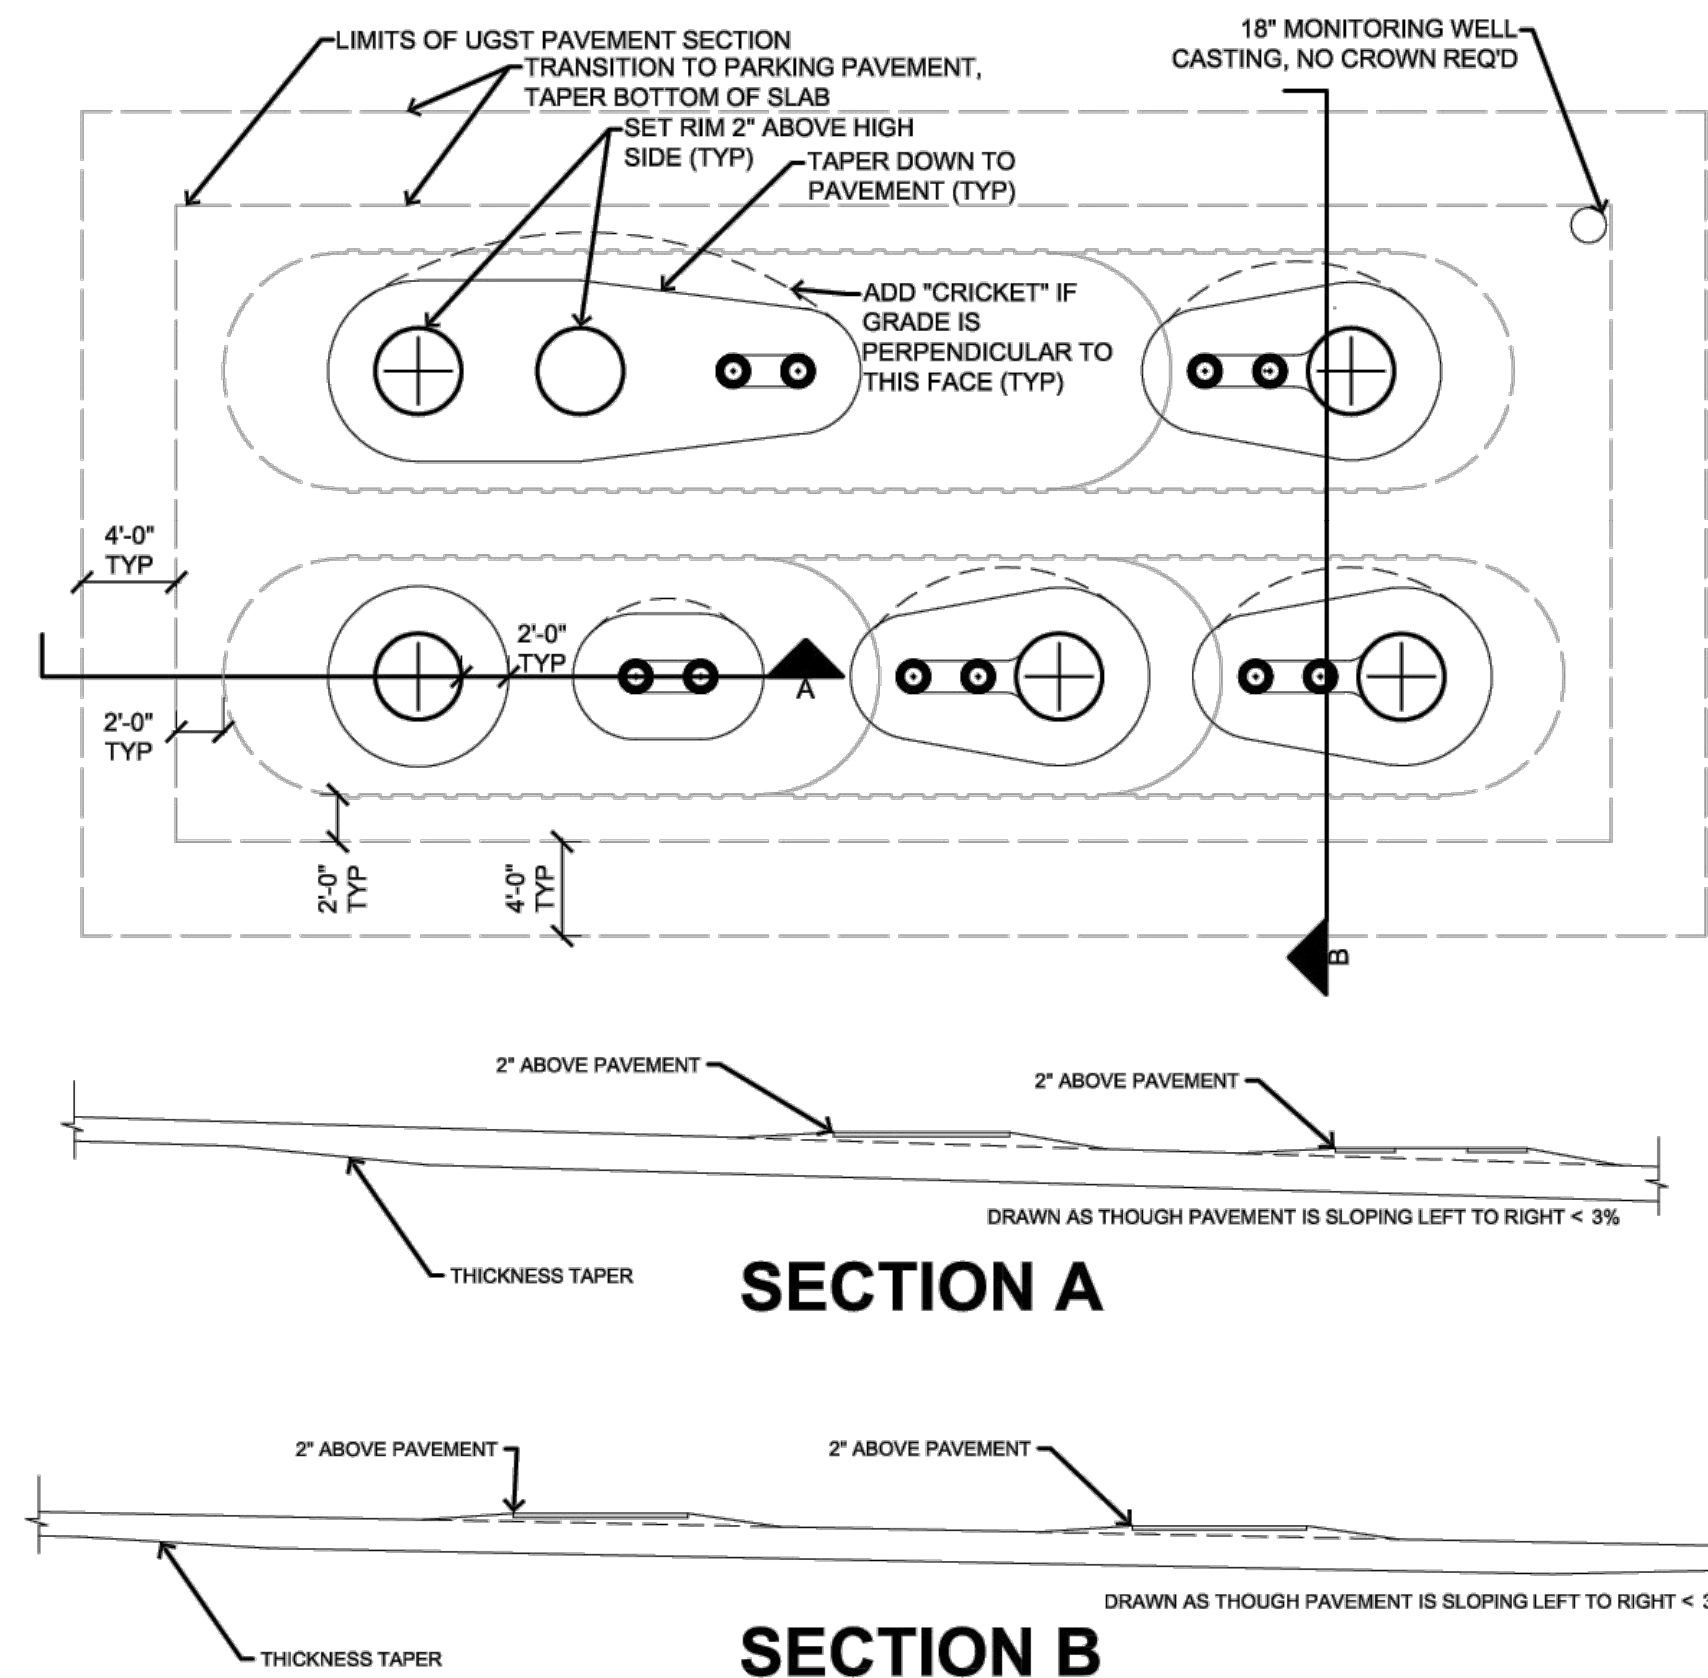 LIMITS OF UGST PAVEMENT SECTION
TRANSITION TO PARKING PAVEMENT,
TAPER BOTTOM OF SLAB
SET RIM 2" ABOVE HIGH
SIDE (TYP)
TAPER DOWN TO
PAVEMENT (TYP)
18" MONITORING WELL
CASTING, NO CROWN REQ'D
ADD "CRICKET" IF
GRADE IS
PERPENDICULAR TO
THIS FACE (TYP)
4'-0"
TYP
2'-0"
TYP
A
2'-0"
TYP
2'-0"
TYP
4'-0"
TYP
B
2" ABOVE PAVEMENT
2" ABOVE PAVEMENT
DRAWN AS THOUGH PAVEMENT IS SLOPING LEFT TO RIGHT < 3%
THICKNESS TAPER
SECTION A
2" ABOVE PAVEMENT
2" ABOVE PAVEMENT
DRAWN AS THOUGH PAVEMENT IS SLOPING LEFT TO RIGHT <
THICKNESS TAPER
SECTION B